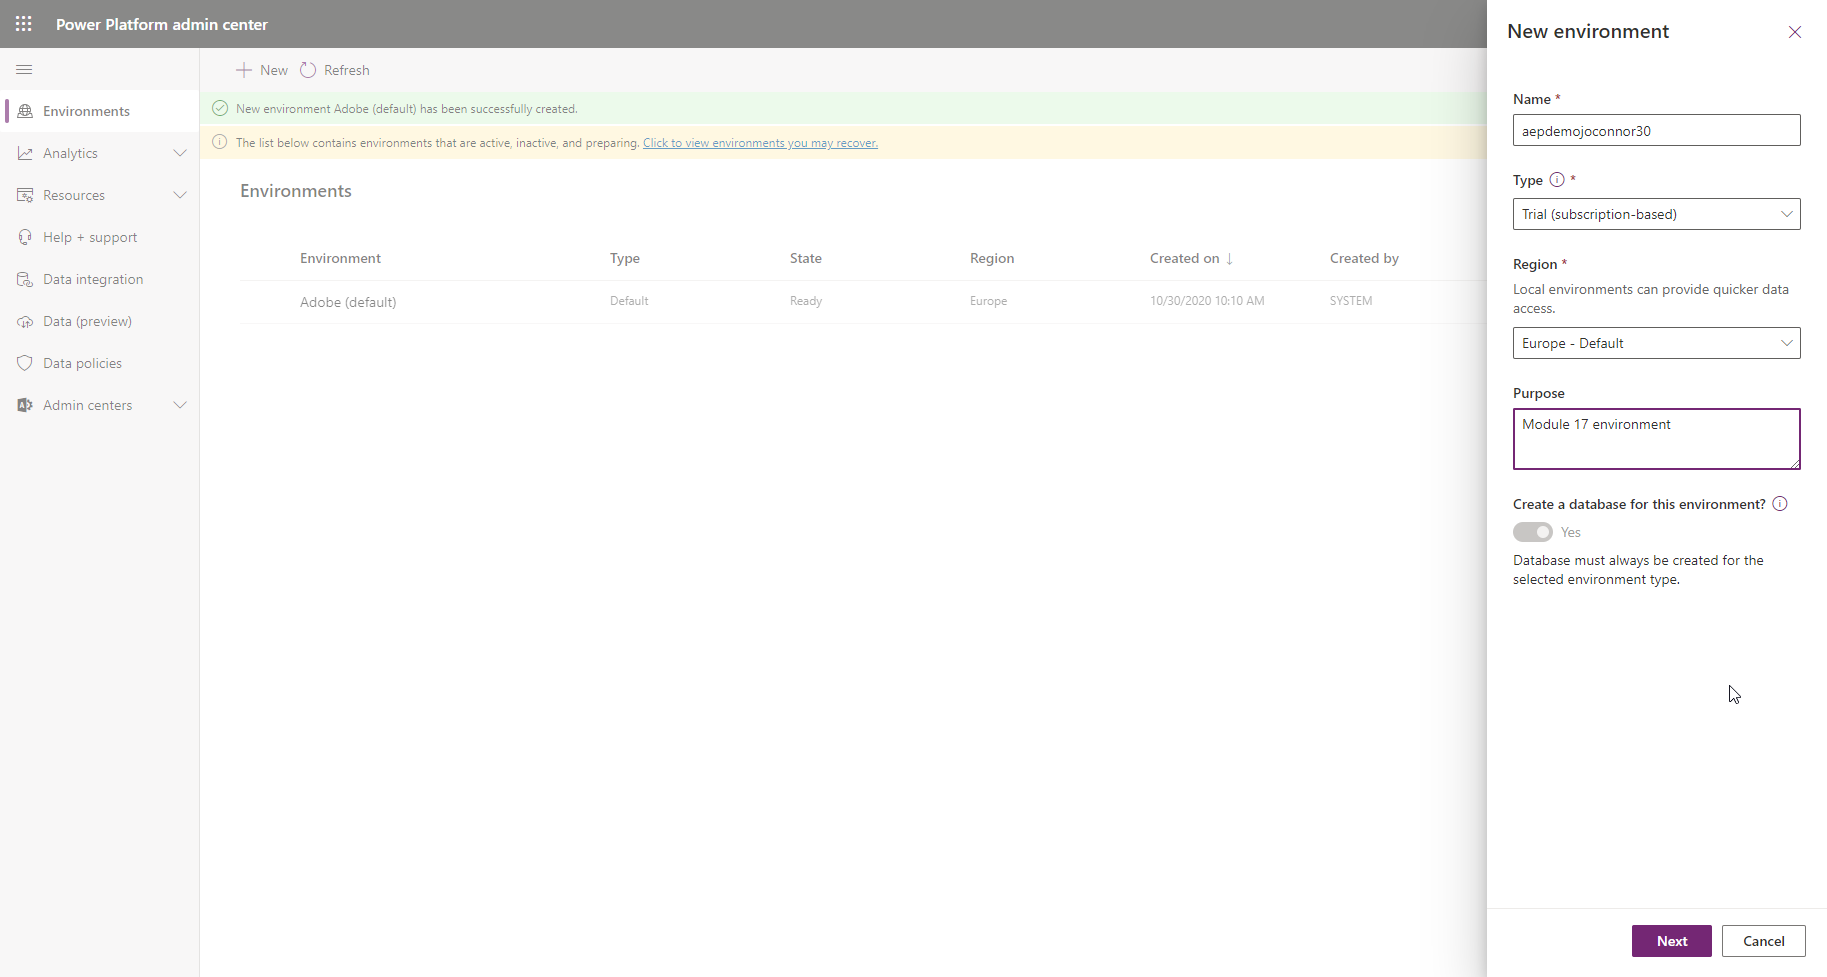 Power Platform admin center
New
Refresh
New environment Adobe (default) has been successfully created.
The list below contains environments that are active, inactive, and preparing. Click to view environments you may recover.
Environments
Analytics
Resources
Help + support
Data integration
Data (preview)
Data policies
Admin centers
Environments
Environment Type State Region Created on ↓ Created by
Adobe (default) Default Ready Europe 10/30/2020 10:10 AM SYSTEM
New environment
Name *
aepdemojoconnor30
Type *
Trial (subscription-based)
Region *
Local environments can provide quicker data
access.
Europe - Default
Purpose
Module 17 environment
Create a database for this environment?
Yes
Database must always be created for the
selected environment type.
Next
Cancel